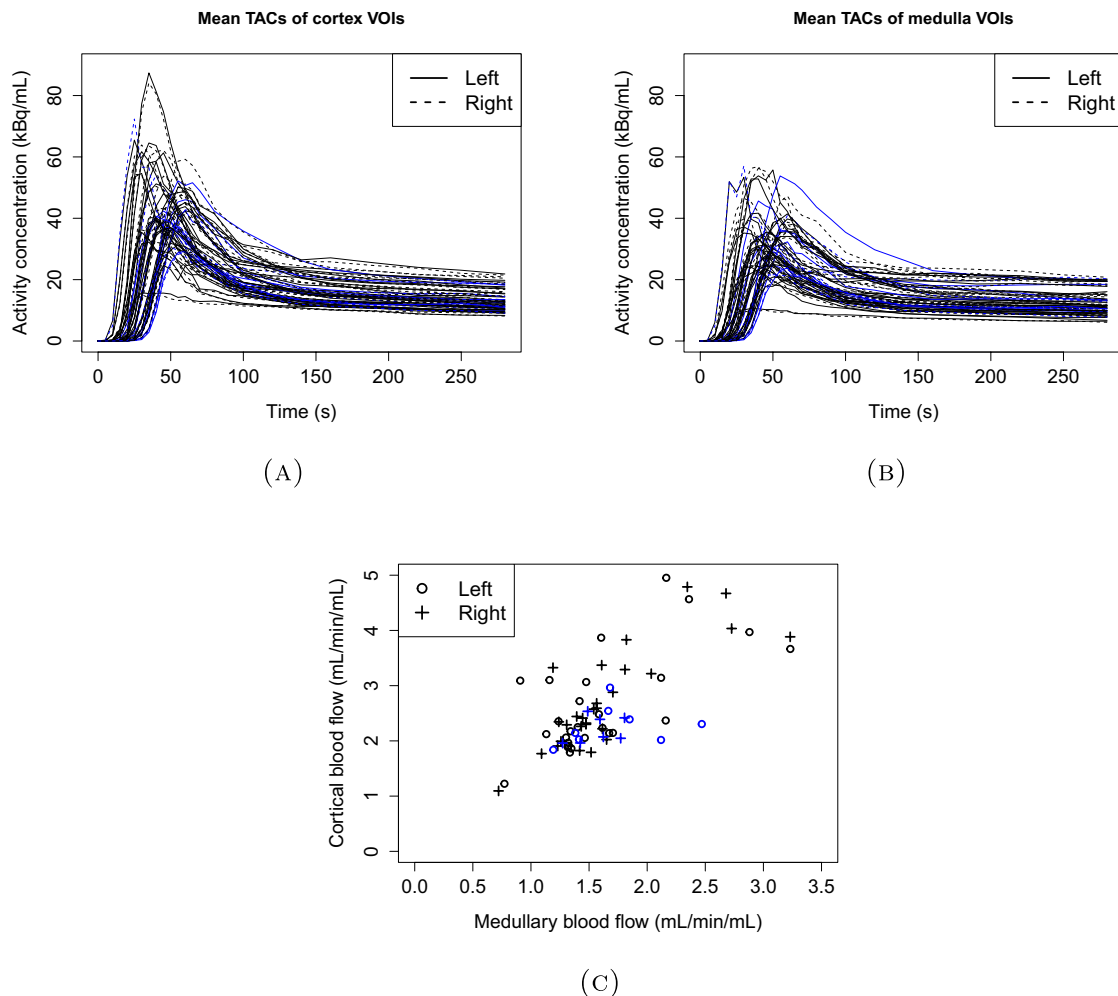 Mean TACs of cortex VOIs
Activity concentration (kBq/mL)
80
60
40
20
0
Left
Right
0 50 100 150 200 250
Time (s)
(A)
Mean TACs of medulla VOIs
Activity concentration (kBq/mL)
80
60
40
20
0
Left
Right
0 50 100 150 200 250
Time (s)
(B)
Cortical blood flow (mL/min/mL)
5
4
3
2
1
0
Left
Right
0.0 0.5 1.0 1.5 2.0 2.5 3.0 3.5
Medullary blood flow (mL/min/mL)
(C)